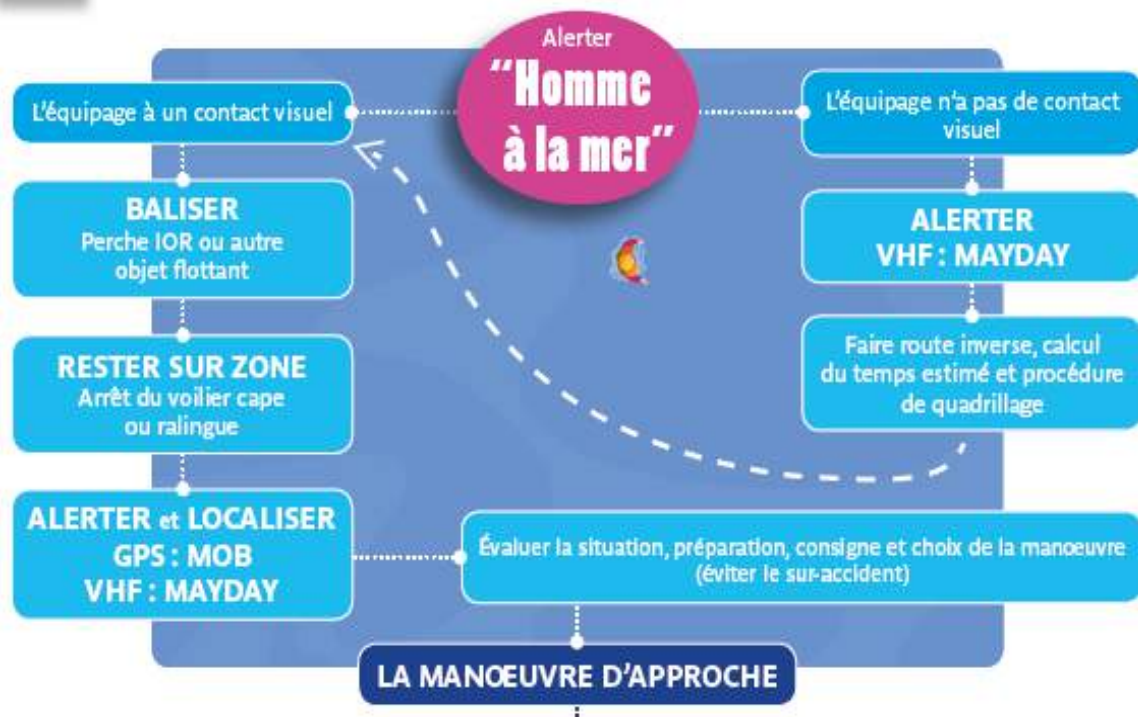 Alerter
"Homme
à la mer"
L'équipage à un contact visuel
BALISER
Perche IOR ou autre
objet flottant
RESTER SUR ZONE
Arrêt du voilier cape
ou ralingue
ALERTER et LOCALISER
GPS : MOB
VHF : MAYDAY
L'équipage n'a pas de contact
visuel
ALERTER
VHF : MAYDAY
Faire route inverse, calcul
du temps estimé et procédure
de quadrillage
Évaluer la situation, préparation, consigne et choix de la manoeuvre
(éviter le sur-accident)
LA MANŒUVRE D'APPROCHE